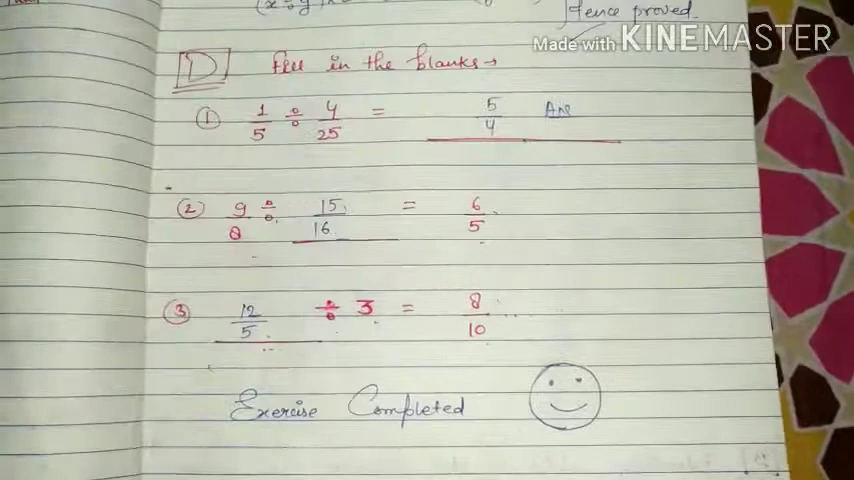 Hence proved.
Made with KINEMASTER
D Fill in the blanks →
① 1/5 ÷ 4/25 = 5/4 Ans
② 9/8 ÷ 15/16 = 6/5
③ 12/5 ÷ 3 = 8/10
Exercise Completed